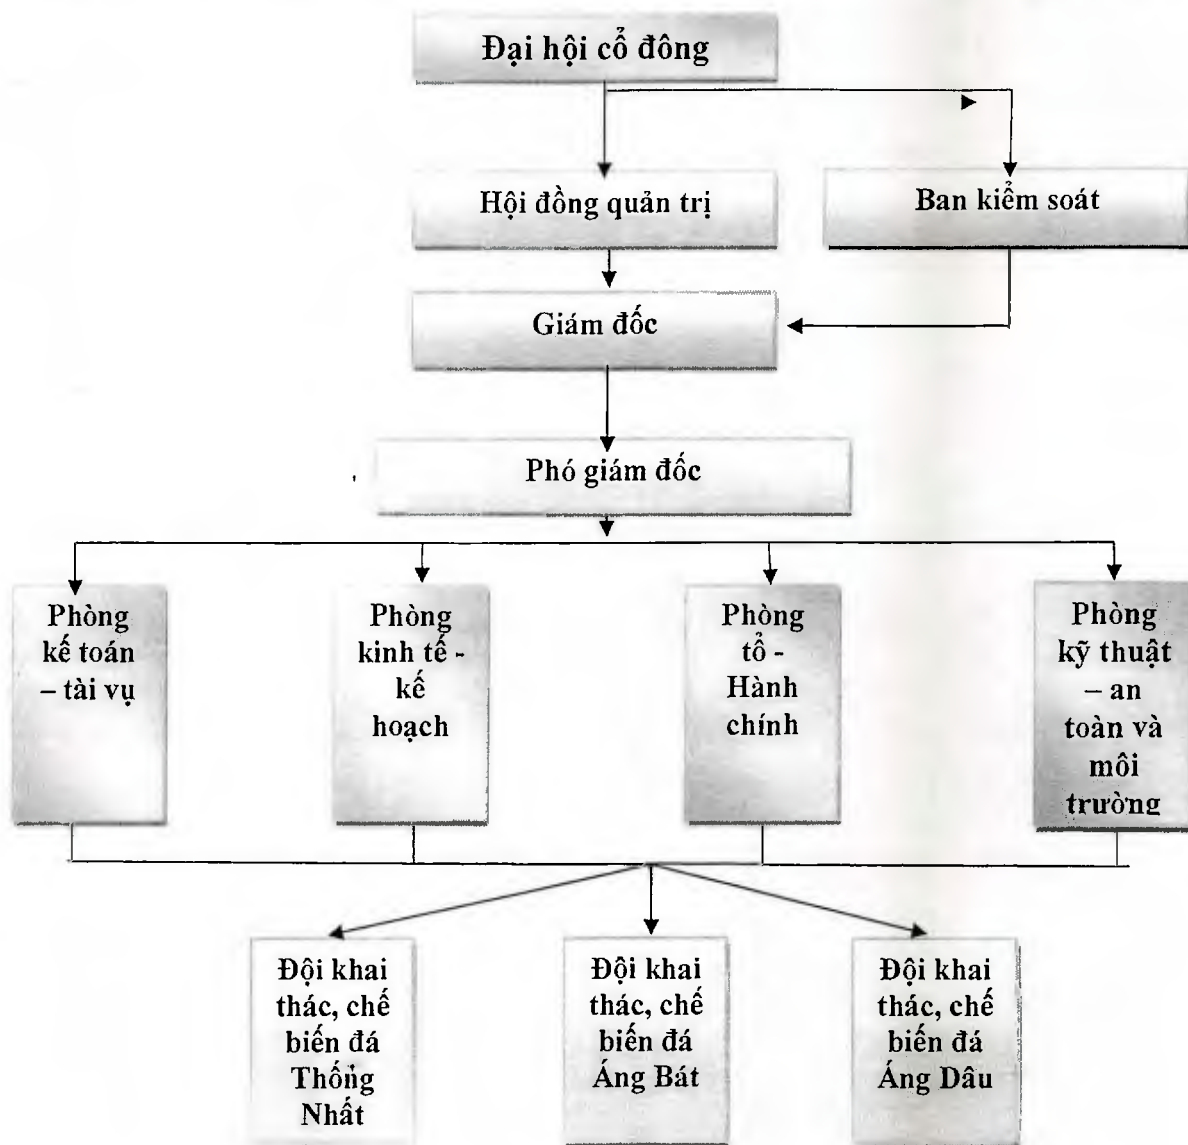 Đại hội cổ đông
Hội đồng quản trị
Ban kiểm soát
Giám đốc
Phó giám đốc
Phòng
kế toán
– tài vụ
Phòng
kinh tế -
kế
hoạch
Phòng
tổ -
Hành
chính
Phòng
kỹ thuật
– an
toàn và
môi
trường
Đội khai
thác, chế
biến đá
Thống
Nhất
Đội khai
thác, chế
biến đá
Áng Bát
Đội khai
thác, chế
biến đá
Áng Dâu